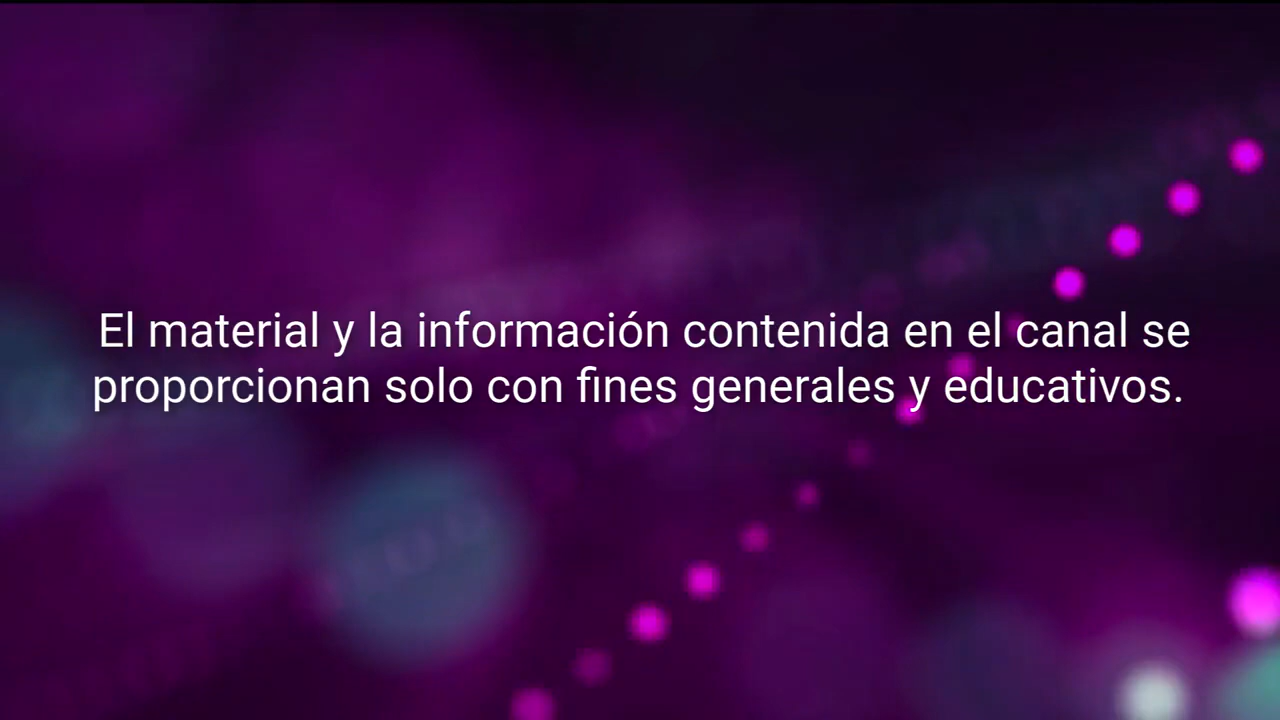 El material y la información contenida en el canal se
proporcionan solo con fines generales y educativos.